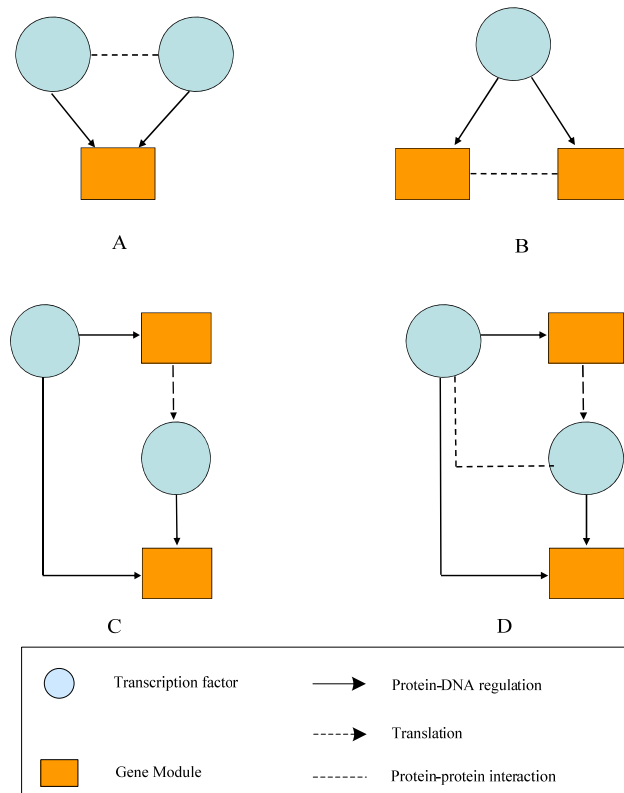 A
B
C
D
Transcription factor
Protein-DNA regulation
Translation
Gene Module
Protein-protein interaction